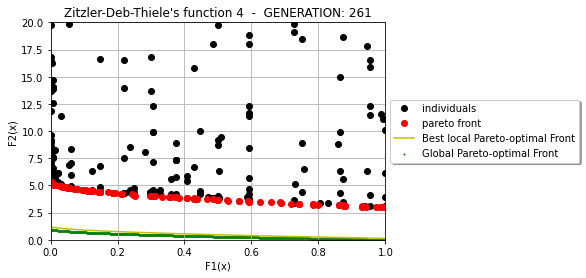 Zitzler-Deb-Thiele's function 4  -  GENERATION: 261
20.0
17.5
15.0
12.5
10.0
7.5
5.0
2.5
0.0
F2(x)
0.0 0.2 0.4 0.6 0.8 1.0
F1(x)
individuals
pareto front
Best local Pareto-optimal Front
Global Pareto-optimal Front